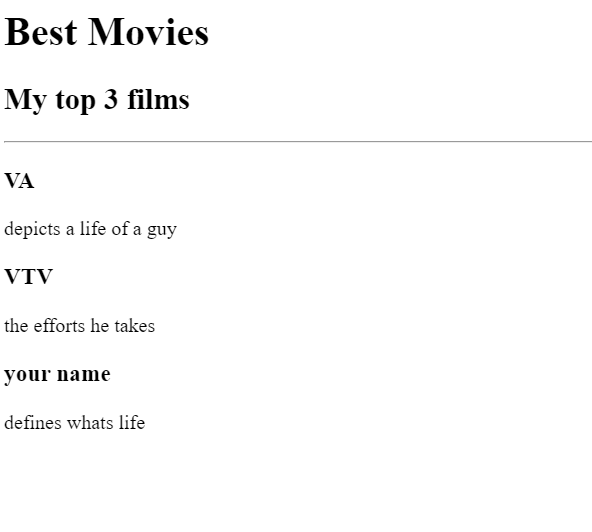 Best Movies
My top 3 films
VA
depicts a life of a guy
VTV
the efforts he takes
your name
defines whats life